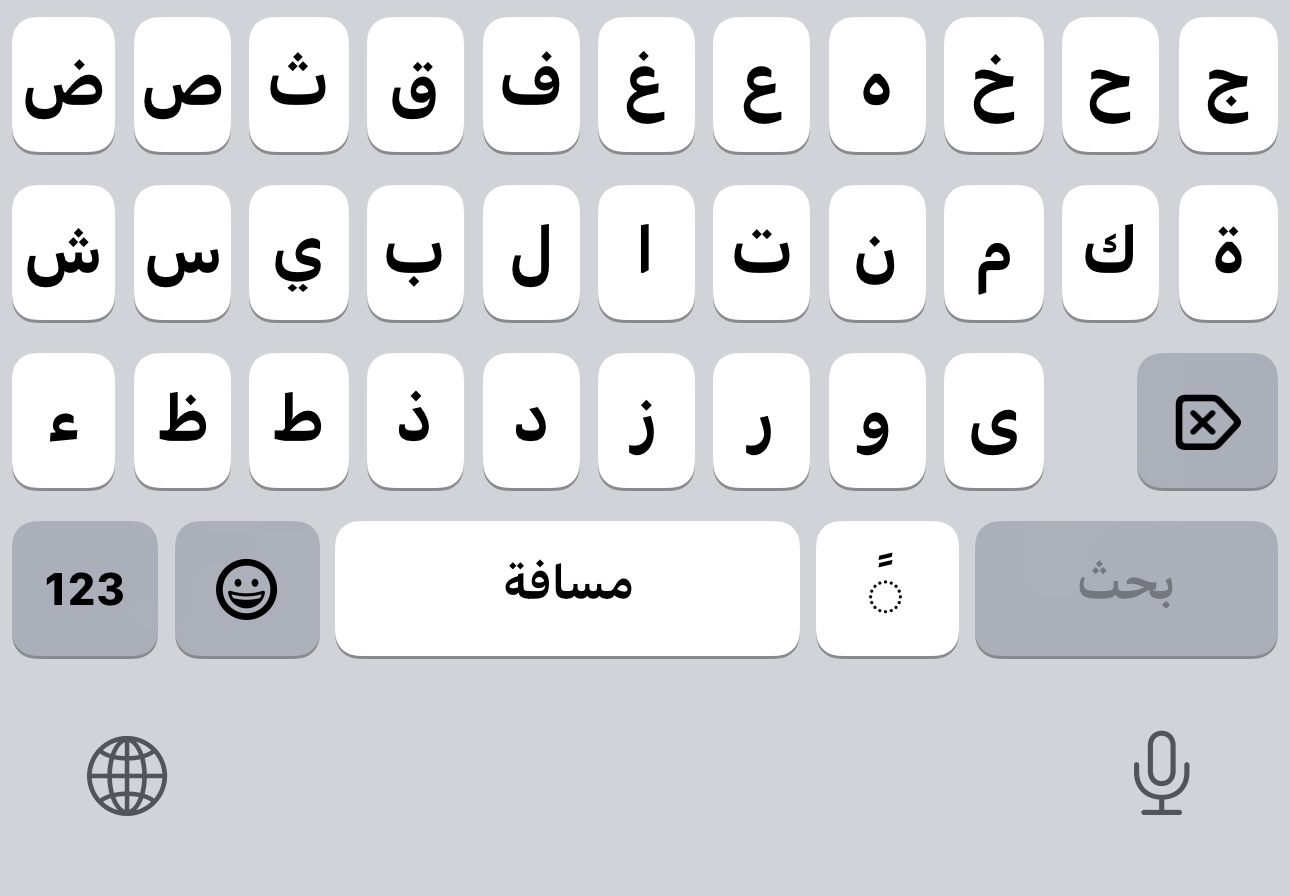 ض ص ث ق ف غ ع ه خ ح ج
ش س ي ب ل ا ت ن م ك ة
ء ظ ط ذ د ز ر و ى
123 مسافة ً بحث